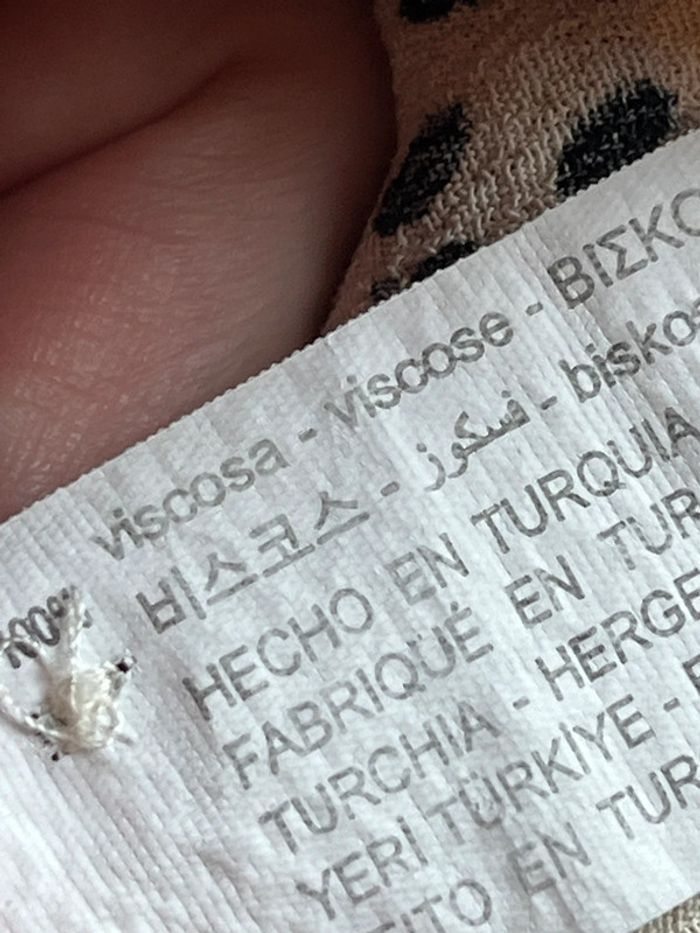 100% viscosa - viscose - ΒΙΣΚΟ
비스코스 - فسكوز - bisko
HECHO EN TURQUIA
FABRIQUÉ EN TUR
TURCHIA - HERGE
YERİ TÜRKİYE -
EITO EN TUR